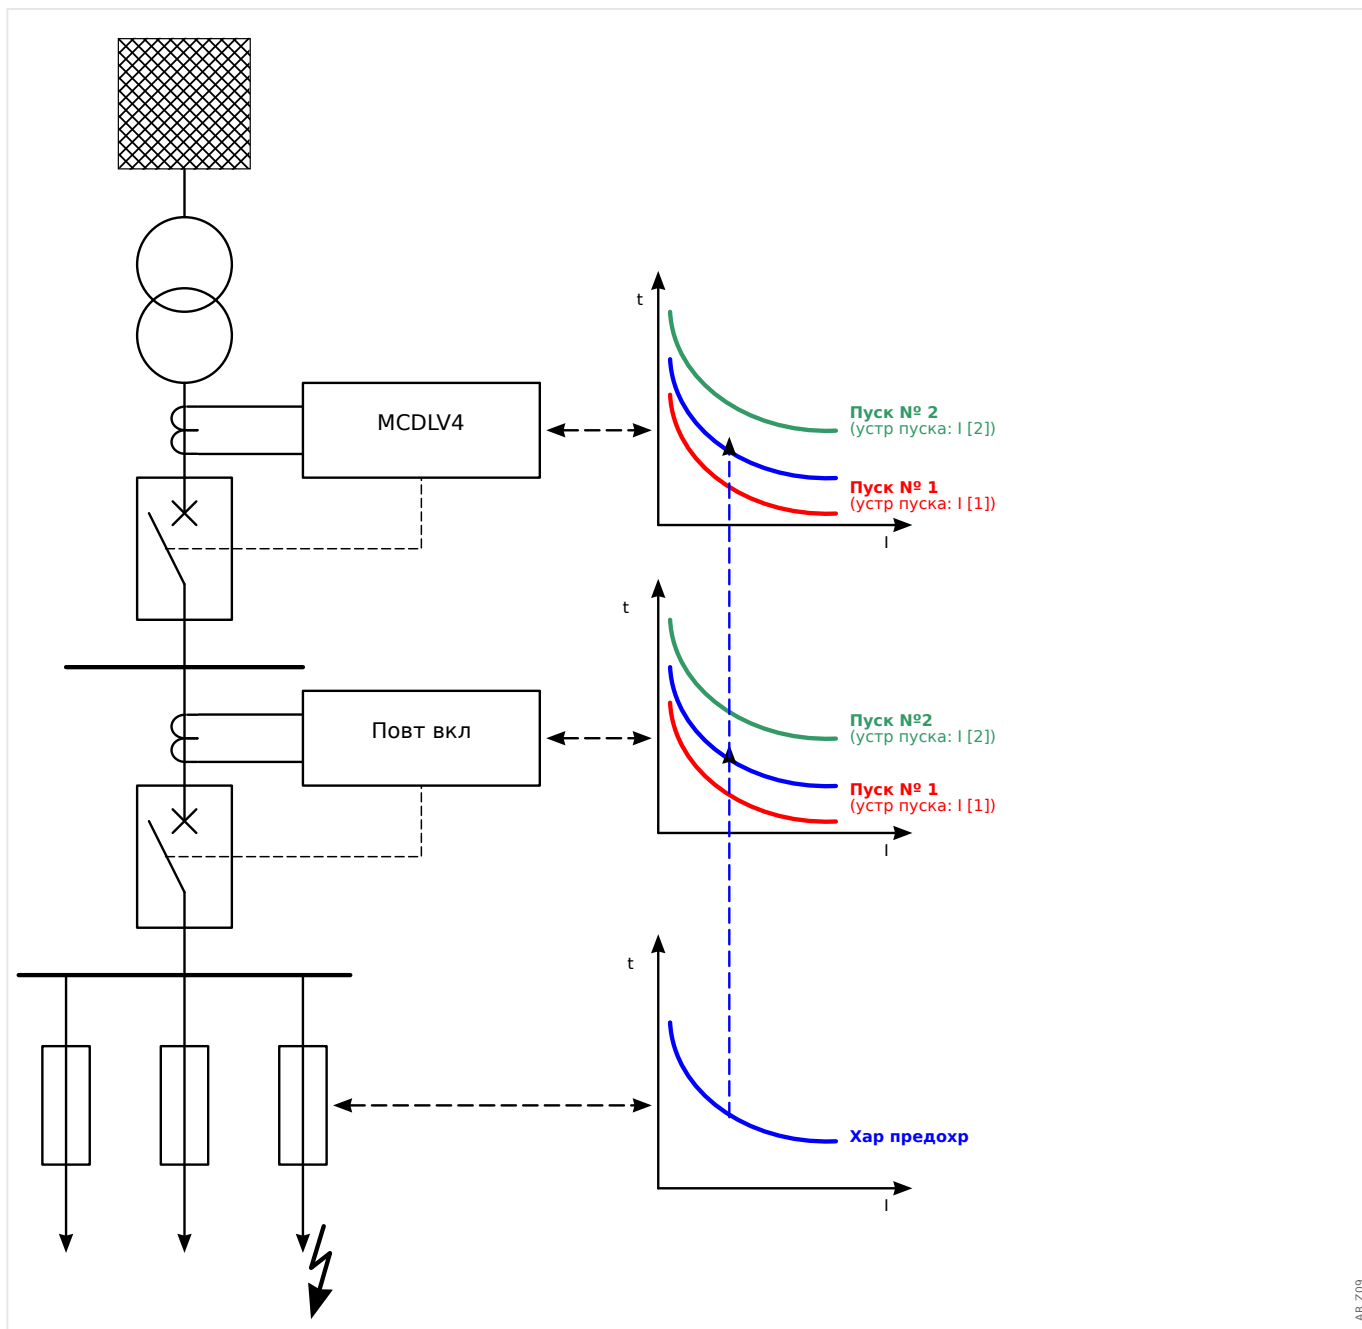 t
MCDLV4
Пуск № 2
(устр пуска: I [2])
Пуск № 1
(устр пуска: I [1])
I
t
Повт вкл
Пуск №2
(устр пуска: I [2])
Пуск № 1
(устр пуска: I [1])
I
t
Хар предохр
I
AR_Z09